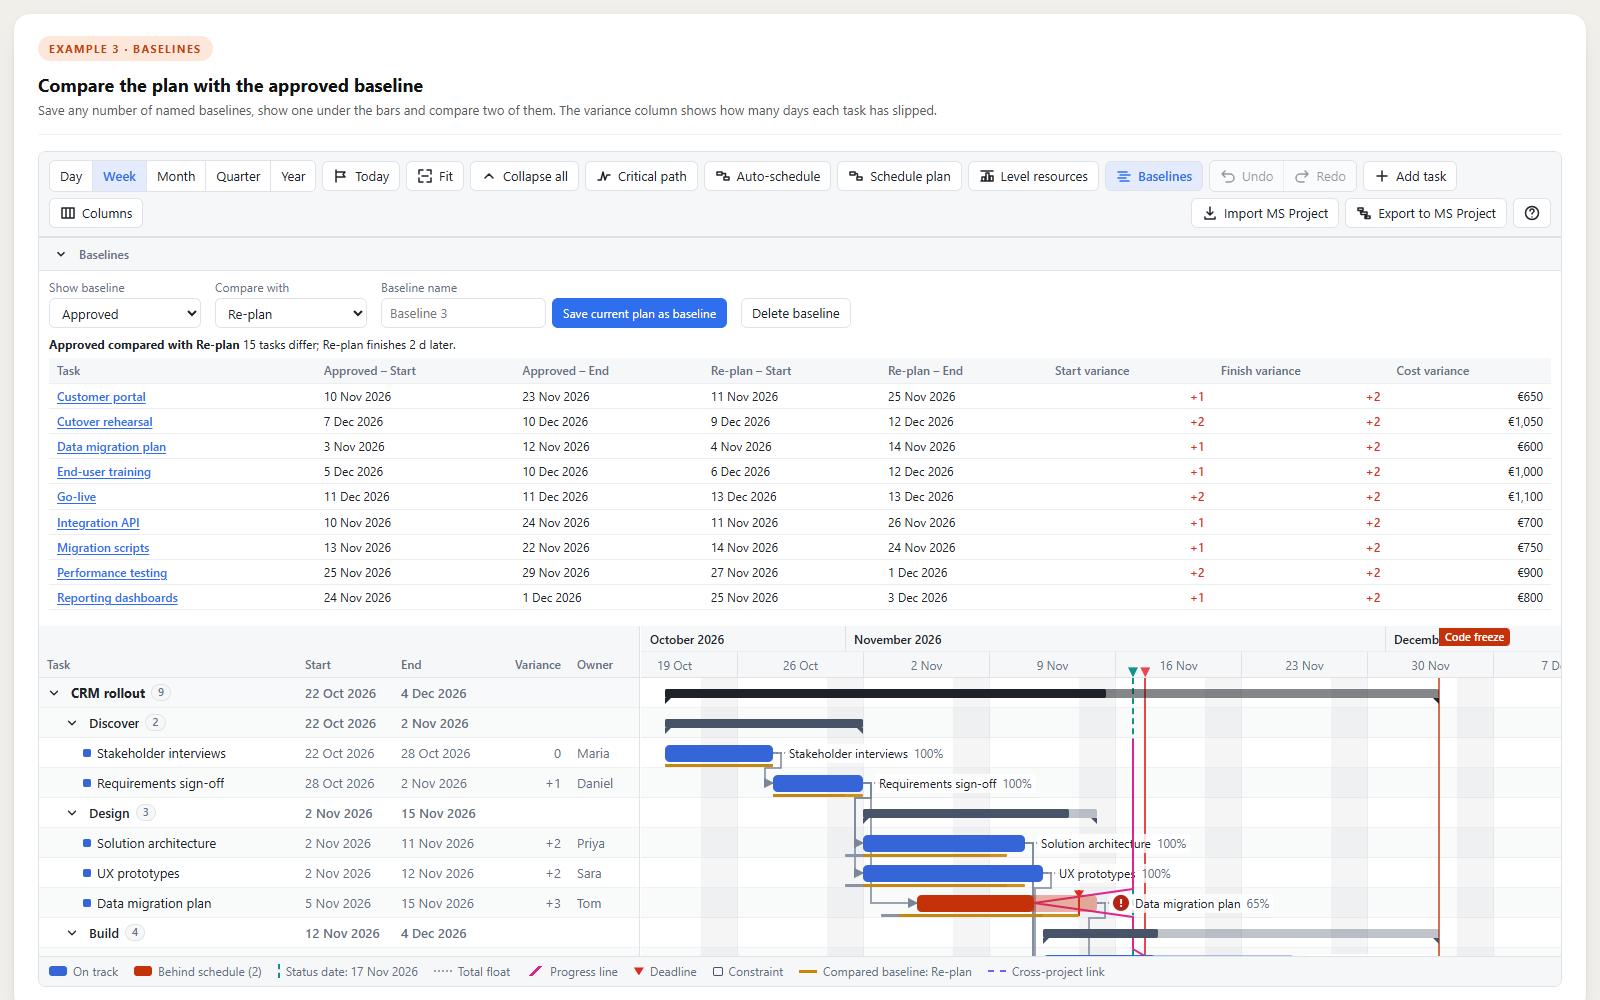 EXAMPLE 3 · BASELINES
Compare the plan with the approved baseline
Save any number of named baselines, show one under the bars and compare two of them. The variance column shows how many days each task has slipped.
Day Week Month Quarter Year Today Fit Collapse all Critical path Auto-schedule Schedule plan Level resources Baselines Undo Redo Add task
Columns Import MS Project Export to MS Project
Baselines
Show baseline Compare with Baseline name
Approved Re-plan Baseline 3 Save current plan as baseline Delete baseline
Approved compared with Re-plan 15 tasks differ; Re-plan finishes 2 d later.
Task Approved – Start Approved – End Re-plan – Start Re-plan – End Start variance Finish variance Cost variance
Customer portal 10 Nov 2026 23 Nov 2026 11 Nov 2026 25 Nov 2026 +1 +2 €650
Cutover rehearsal 7 Dec 2026 10 Dec 2026 9 Dec 2026 12 Dec 2026 +2 +2 €1,050
Data migration plan 3 Nov 2026 12 Nov 2026 4 Nov 2026 14 Nov 2026 +1 +2 €600
End-user training 5 Dec 2026 10 Dec 2026 6 Dec 2026 12 Dec 2026 +1 +2 €1,000
Go-live 11 Dec 2026 11 Dec 2026 13 Dec 2026 13 Dec 2026 +2 +2 €1,100
Integration API 10 Nov 2026 24 Nov 2026 11 Nov 2026 26 Nov 2026 +1 +2 €700
Migration scripts 13 Nov 2026 22 Nov 2026 14 Nov 2026 24 Nov 2026 +1 +2 €750
Performance testing 25 Nov 2026 29 Nov 2026 27 Nov 2026 1 Dec 2026 +2 +2 €900
Reporting dashboards 24 Nov 2026 1 Dec 2026 25 Nov 2026 3 Dec 2026 +1 +2 €800
October 2026 November 2026 Decemb Code freeze
Task Start End Variance Owner 19 Oct 26 Oct 2 Nov 9 Nov 16 Nov 23 Nov 30 Nov 7 D
CRM rollout 9 22 Oct 2026 4 Dec 2026
Discover 2 22 Oct 2026 2 Nov 2026
Stakeholder interviews 22 Oct 2026 28 Oct 2026 0 Maria Stakeholder interviews 100%
Requirements sign-off 28 Oct 2026 2 Nov 2026 +1 Daniel Requirements sign-off 100%
Design 3 2 Nov 2026 15 Nov 2026
Solution architecture 2 Nov 2026 11 Nov 2026 +2 Priya Solution architecture 100%
UX prototypes 2 Nov 2026 12 Nov 2026 +2 Sara UX prototypes 100%
Data migration plan 5 Nov 2026 15 Nov 2026 +3 Tom ! Data migration plan 65%
Build 4 12 Nov 2026 4 Dec 2026
On track Behind schedule (2) Status date: 17 Nov 2026 Total float Progress line Deadline Constraint Compared baseline: Re-plan Cross-project link